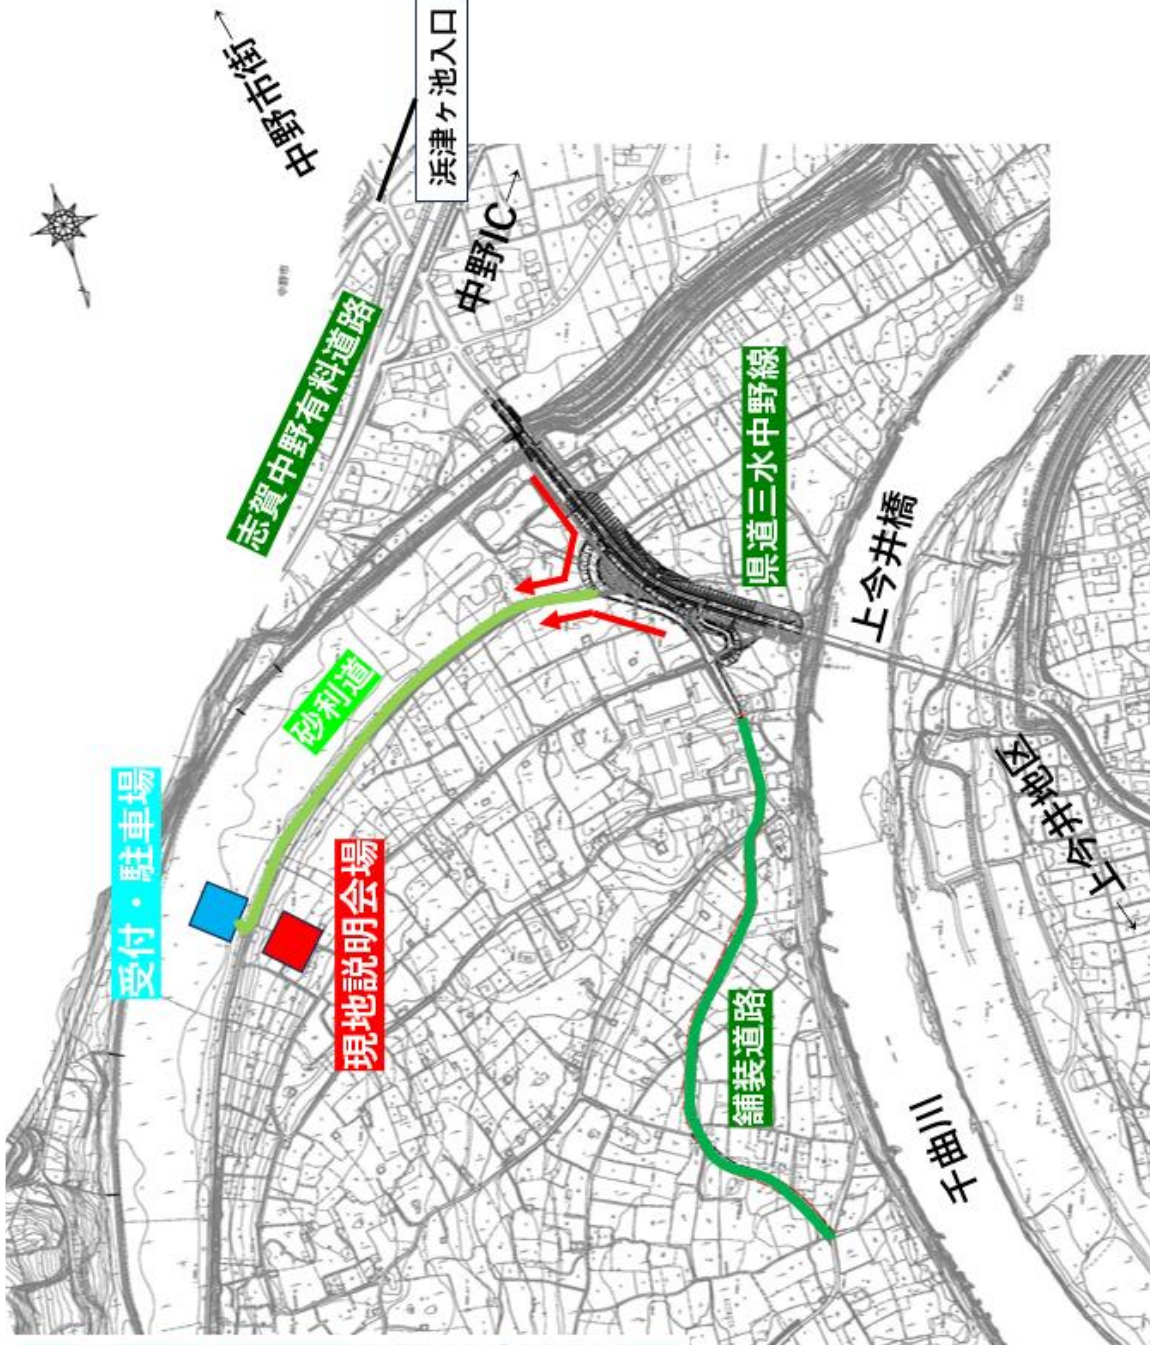 中野市街→
浜津ヶ池入口
中野IC→
志賀中野有料道路
県道三水中野線
上今井橋
砂利道
受付・駐車場
現地説明会場
上今井地区
←
舗装道路
千曲川